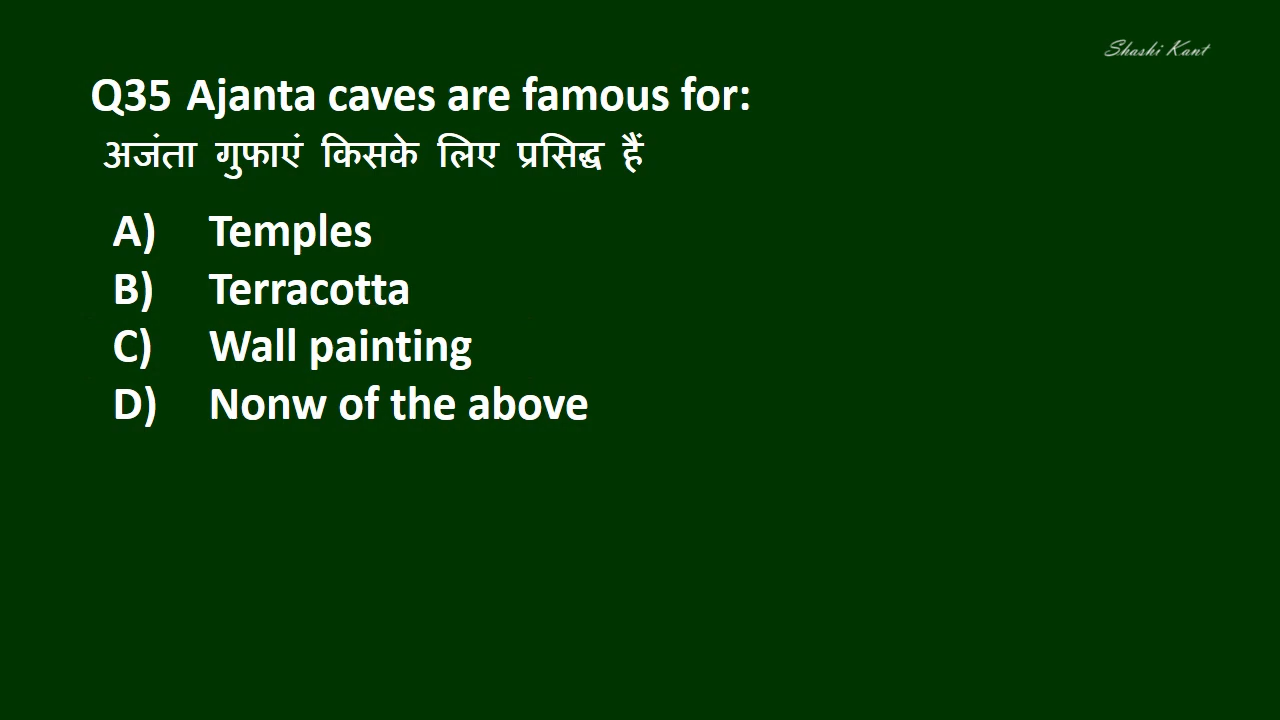 Shashi Kant
Q35 Ajanta caves are famous for:
अजंता गुफाएं किसके लिए प्रसिद्ध हैं
A) Temples
B) Terracotta
C) Wall painting
D) Nonw of the above